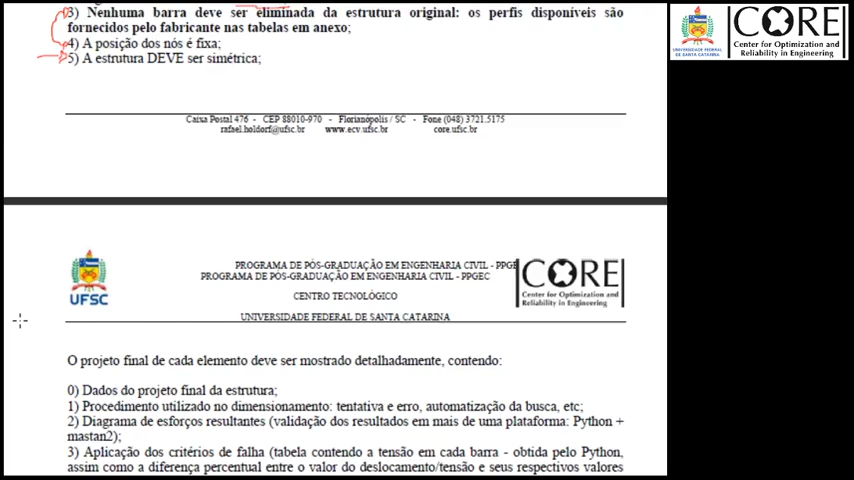 3) Nenhuma barra deve ser eliminada da estrutura original: os perfis disponíveis são
fornecidos pelo fabricante nas tabelas em anexo;
4) A posição dos nós é fixa;
5) A estrutura DEVE ser simétrica;
Caixa Postal 476 - CEP 88010-970 - Florianópolis / SC - Fone (048) 3721.5175
rafael.holdorf@ufsc.br www.ecv.ufsc.br core.ufsc.br
UNIVERSIDADE FEDERAL
DE SANTA CATARINA
CORE
Center for Optimization and
Reliability in Engineering
UFSC
PROGRAMA DE PÓS-GRADUAÇÃO EM ENGENHARIA CIVIL - PPGE
PROGRAMA DE PÓS-GRADUAÇÃO EM ENGENHARIA CIVIL - PPGEC
CENTRO TECNOLÓGICO
UNIVERSIDADE FEDERAL DE SANTA CATARINA
CORE
Center for Optimization and
Reliability in Engineering
O projeto final de cada elemento deve ser mostrado detalhadamente, contendo:
0) Dados do projeto final da estrutura;
1) Procedimento utilizado no dimensionamento: tentativa e erro, automatização da busca, etc;
2) Diagrama de esforços resultantes (validação dos resultados em mais de uma plataforma: Python +
mastan2);
3) Aplicação dos critérios de falha (tabela contendo a tensão em cada barra - obtida pelo Python,
assim como a diferença percentual entre o valor do deslocamento/tensão e seus respectivos valores